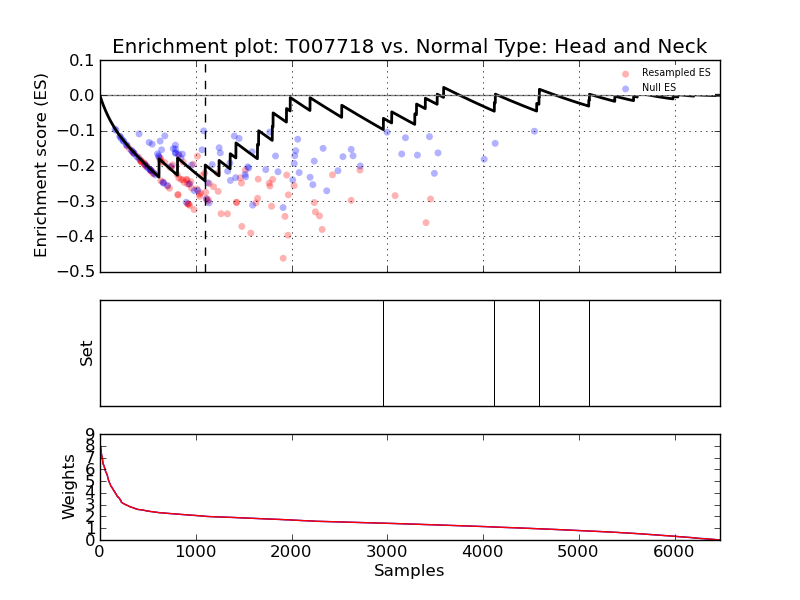 Enrichment plot: T007718 vs. Normal Type: Head and Neck
Enrichment score (ES)
0.1
0.0
−0.1
−0.2
−0.3
−0.4
−0.5
Resampled ES
Null ES
Set
Weights
9
8
7
6
5
4
3
2
1
0
0 1000 2000 3000 4000 5000 6000
Samples